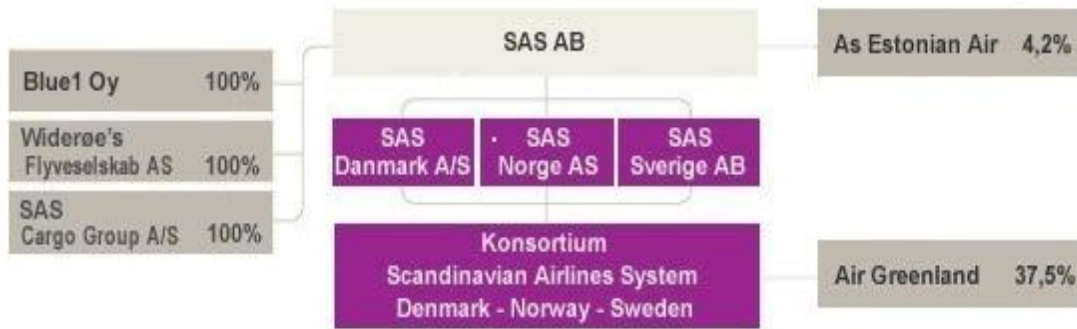 SAS AB
As Estonian Air 4,2%
Blue1 Oy 100%
Widerøe's
Flyveselskab AS 100%
SAS
Cargo Group A/S 100%
SAS
Danmark A/S
SAS
Norge AS
SAS
Sverige AB
Konsortium
Scandinavian Airlines System
Denmark - Norway - Sweden
Air Greenland 37,5%